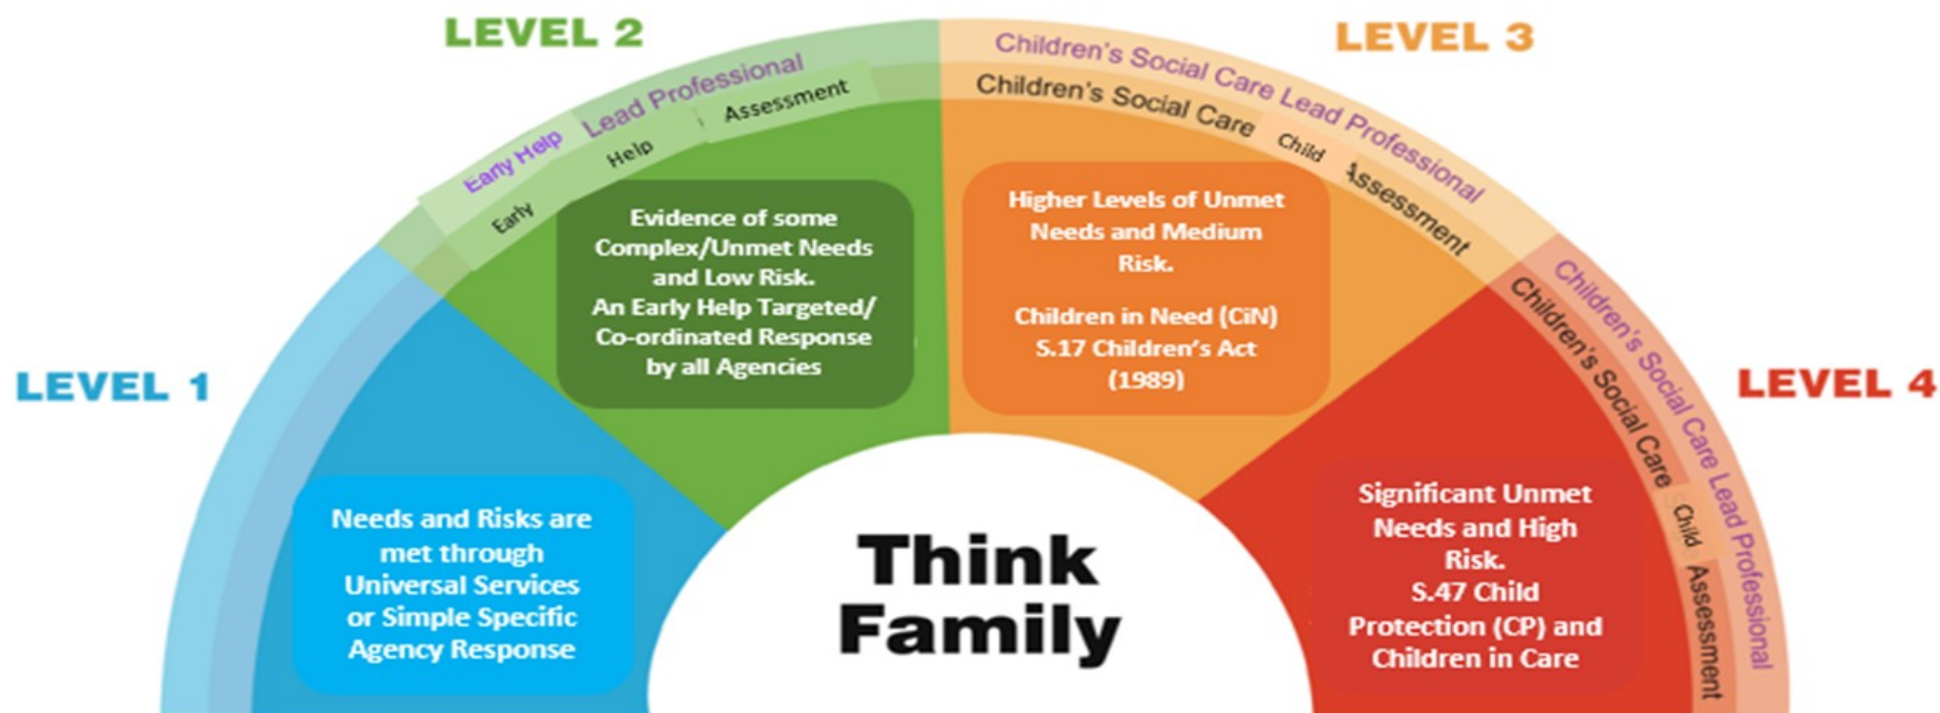 LEVEL 1
Needs and Risks are
met through
Universal Services
or Simple Specific
Agency Response
LEVEL 2
Early Help Lead Professional
Early Help Assessment
Evidence of some
Complex/Unmet Needs
and Low Risk.
An Early Help Targeted/
Co-ordinated Response
by all Agencies
LEVEL 3
Children's Social Care Lead Professional
Children's Social Care Child Assessment
Higher Levels of Unmet
Needs and Medium
Risk.
Children in Need (CiN)
S.17 Children's Act
(1989)
LEVEL 4
Children's Social Care Lead Professional
Children's Social Care Child Assessment
Significant Unmet
Needs and High
Risk.
S.47 Child
Protection (CP) and
Children in Care
Think
Family